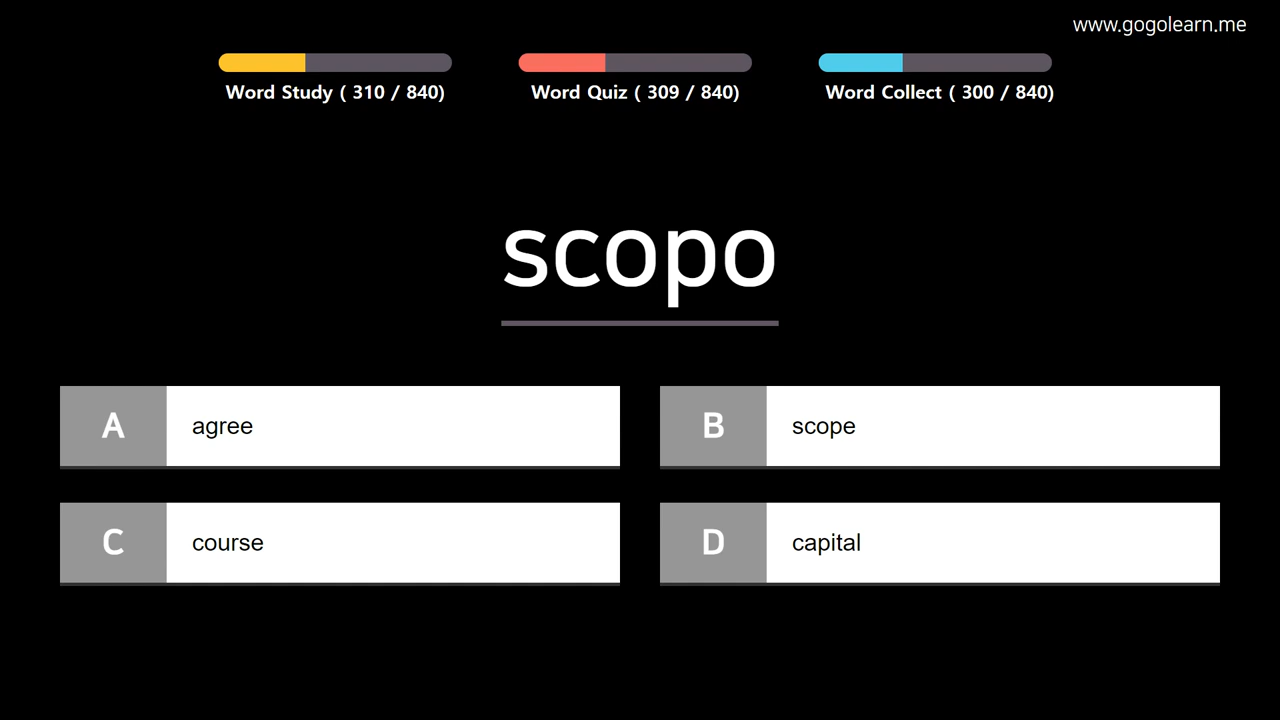 www.gogolearn.me
Word Study ( 310 / 840)
Word Quiz ( 309 / 840)
Word Collect ( 300 / 840)
scopo
A agree
B scope
C course
D capital